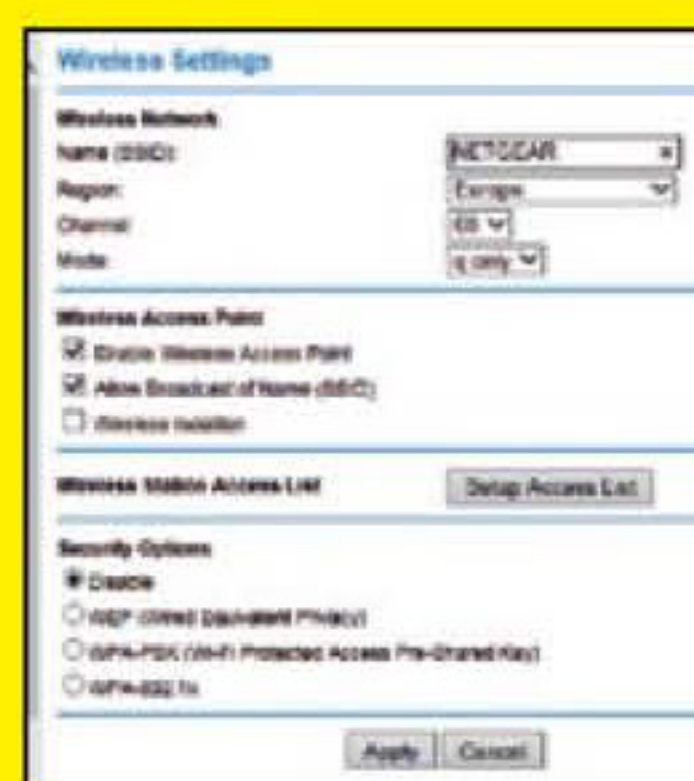 Wireless Settings
Wireless Network
Name (SSID): NETGEAR
Region: Europe
Channel:
Mode: g only
Wireless Access Point
Enable Wireless Access Point
Allow Broadcast of Name (SSID)
Wireless Isolation
Wireless Station Access List Setup Access List
Security Options
Disable
WEP (Wired Equivalent Privacy)
WPA-PSK (Wi-Fi Protected Access Pre-Shared Key)
WPA-802.1x
Apply Cancel